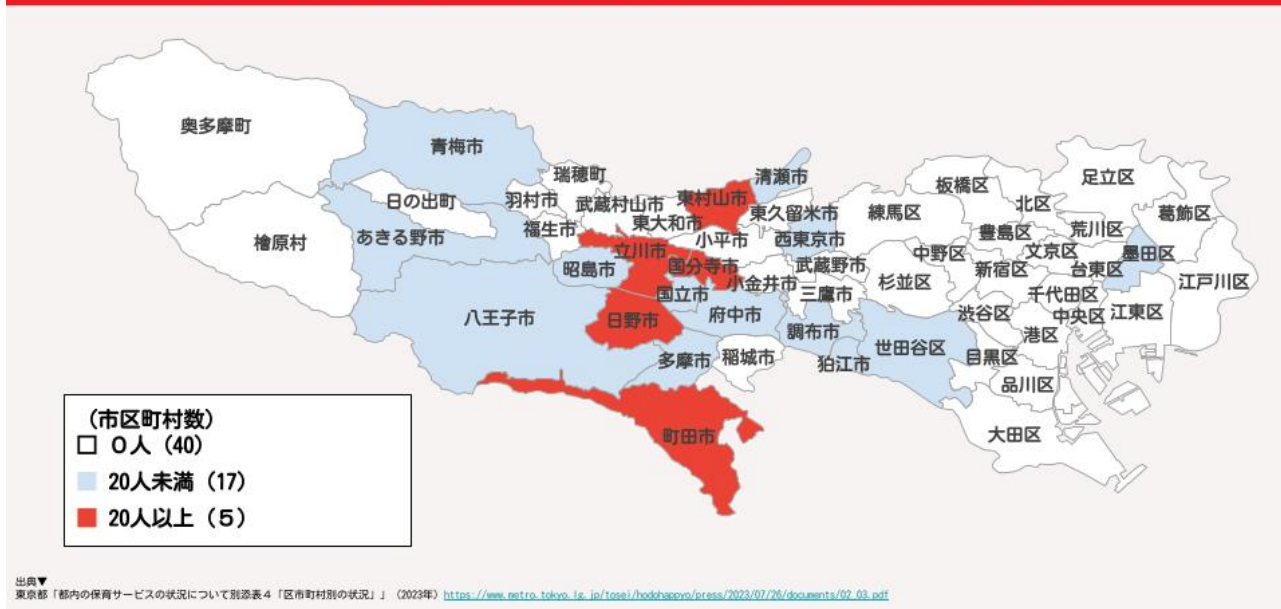 奥多摩町
青梅市
瑞穂町
清瀬市
足立区
板橋区
日の出町
羽村市
武蔵村山市
東村山市
東久留米市
練馬区
北区
葛飾区
檜原村
あきる野市
福生市
東大和市
小平市
西東京市
豊島区
荒川区
立川市
昭島市
国分寺市
小金井市
武蔵野市
中野区
文京区
墨田区
台東区
新宿区
杉並区
江戸川区
八王子市
国立市
三鷹市
千代田区
日野市
府中市
調布市
渋谷区
中央区
江東区
港区
世田谷区
目黒区
多摩市
稲城市
狛江市
品川区
町田市
大田区
（市区町村数）
０人（40）
20人未満（17）
20人以上（５）
出典▼
東京都「都内の保育サービスの状況について別添表４「区市町村別の状況」」（2023年）https://www.metro.tokyo.lg.jp/tosei/hodohappyo/press/2023/07/26/documents/02_03.pdf